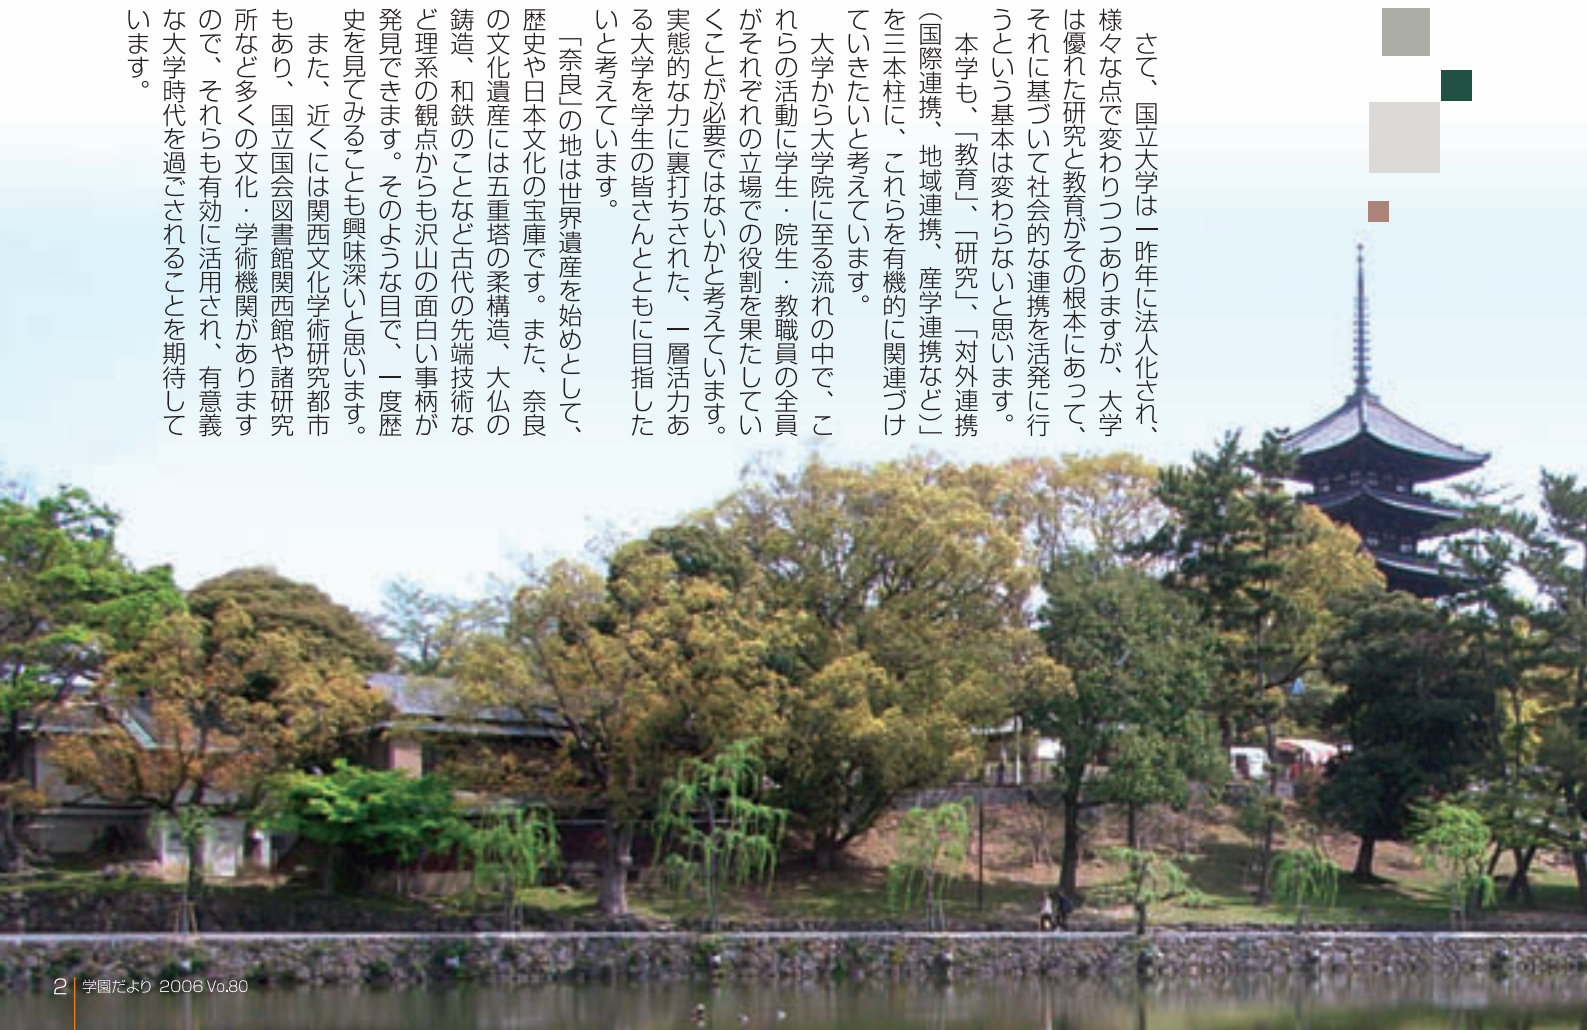 さて、国立大学は一昨年に法人化され、
様々な点で変わりつつありますが、大学
は優れた研究と教育がその根本にあって、
それに基づいて社会的な連携を活発に行
うという基本は変わらないと思います。
本学も、「教育」、「研究」、「対外連携
（国際連携、地域連携、産学連携など）」
を三本柱に、これらを有機的に関連づけ
ていきたいと考えています。
大学から大学院に至る流れの中で、こ
れらの活動に学生・院生・教職員の全員
がそれぞれの立場での役割を果たしてい
くことが必要ではないかと考えています。
実態的な力に裏打ちされた、一層活力あ
る大学を学生の皆さんとともに目指した
いと考えています。
「奈良」の地は世界遺産を始めとして、
歴史や日本文化の宝庫です。また、奈良
の文化遺産には五重塔の柔構造、大仏の
鋳造、和鉄のことなど古代の先端技術な
ど理系の観点からも沢山の面白い事柄が
発見できます。そのような目で、一度歴
史を見てみることも興味深いと思います。
また、近くには関西文化学術研究都市
もあり、国立国会図書館関西館や諸研究
所など多くの文化・学術機関があります
ので、それらも有効に活用され、有意義
な大学時代を過ごされることを期待して
います。
2 学園だより 2006 Vo.80